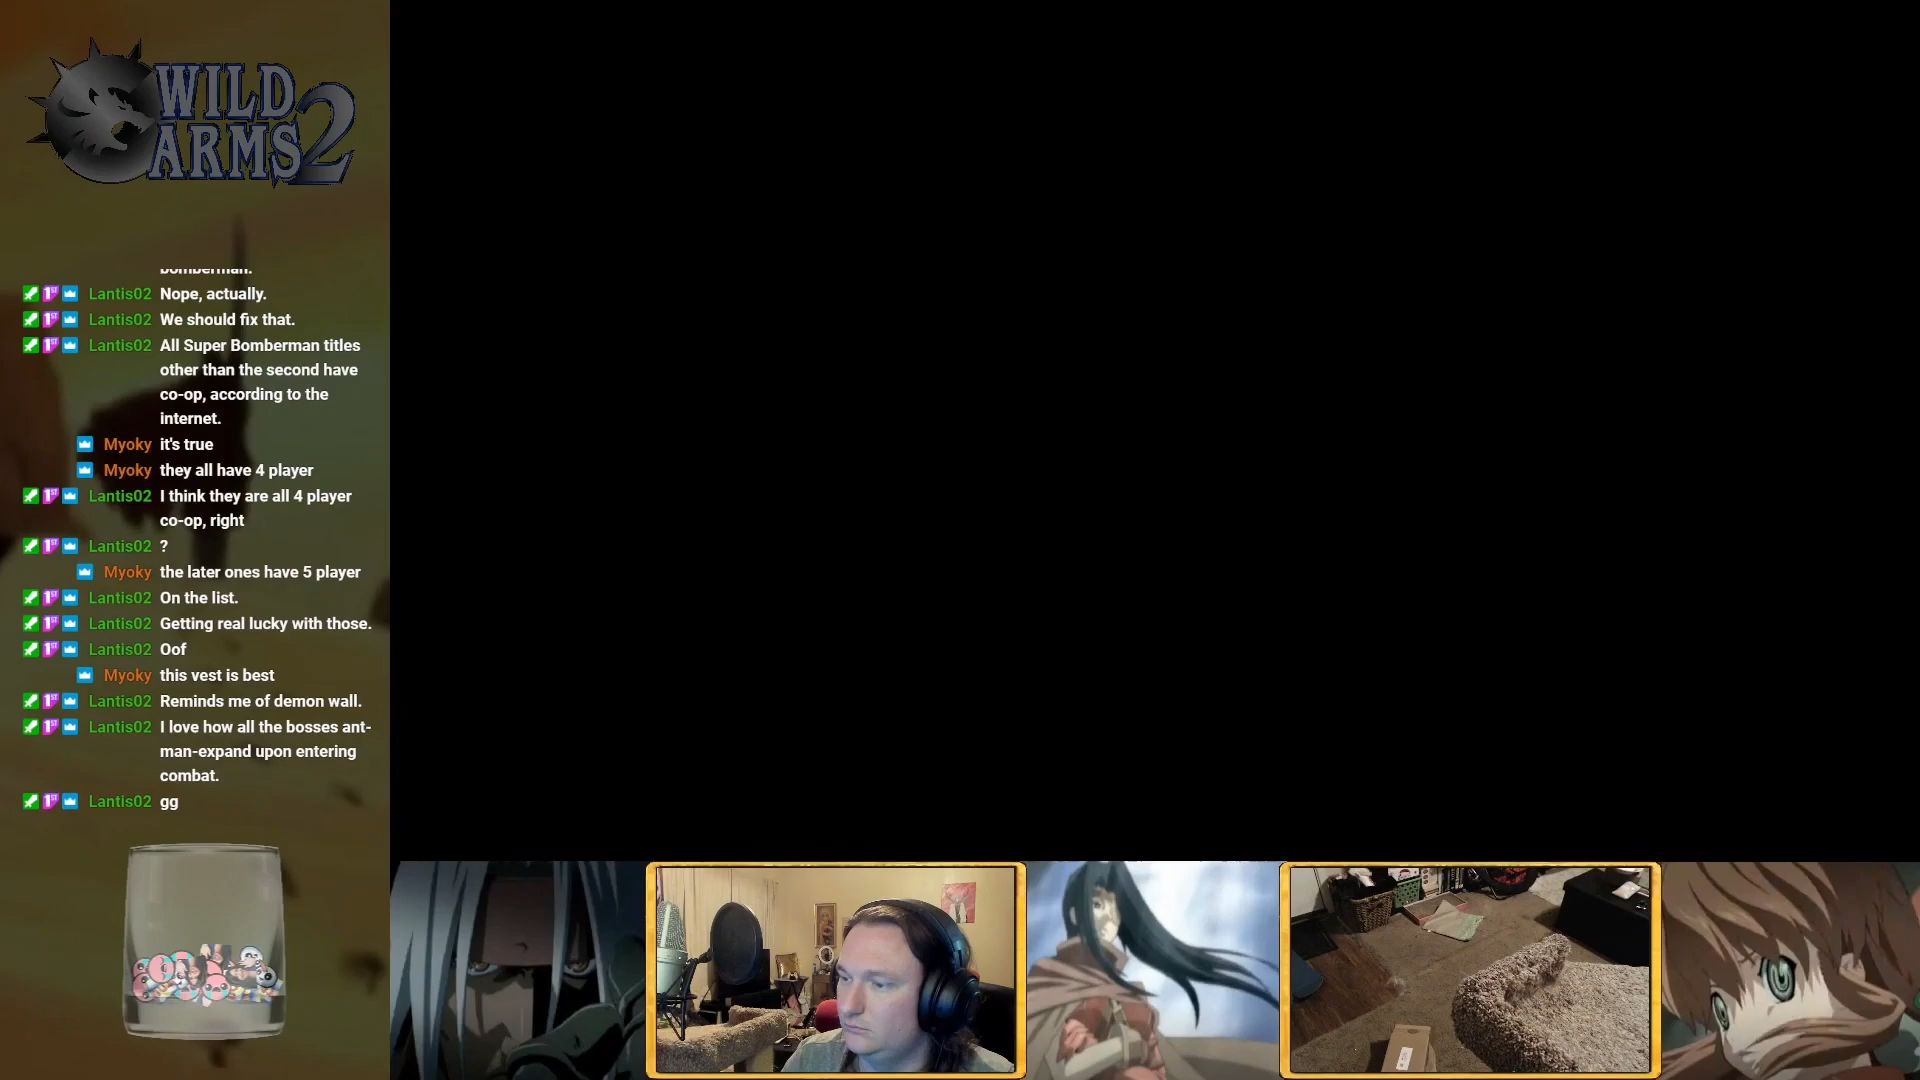 WILD
ARMS 2
bomberman.
Lantis02 Nope, actually.
Lantis02 We should fix that.
Lantis02 All Super Bomberman titles
other than the second have
co-op, according to the
internet.
Myoky it's true
Myoky they all have 4 player
Lantis02 I think they are all 4 player
co-op, right
Lantis02 ?
Myoky the later ones have 5 player
Lantis02 On the list.
Lantis02 Getting real lucky with those.
Lantis02 Oof
Myoky this vest is best
Lantis02 Reminds me of demon wall.
Lantis02 I love how all the bosses ant-
man-expand upon entering
combat.
Lantis02 gg